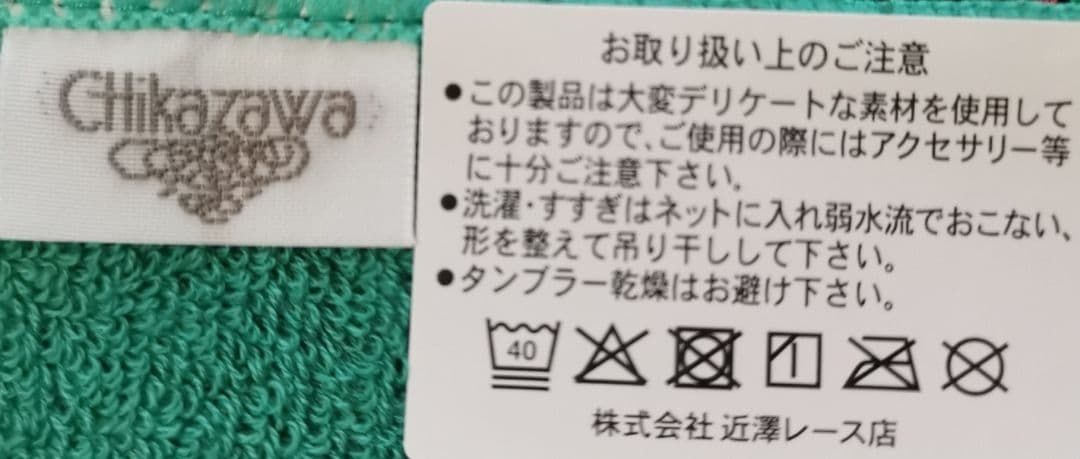 CHikazawa
お取り扱い上のご注意
●この製品は大変デリケートな素材を使用して
おりますので、ご使用の際にはアクセサリー等
に十分ご注意下さい。
●洗濯・すすぎはネットに入れ弱水流でおこない、
形を整えて吊り干しして下さい。
●タンブラー乾燥はお避け下さい。
40
株式会社 近澤レース店